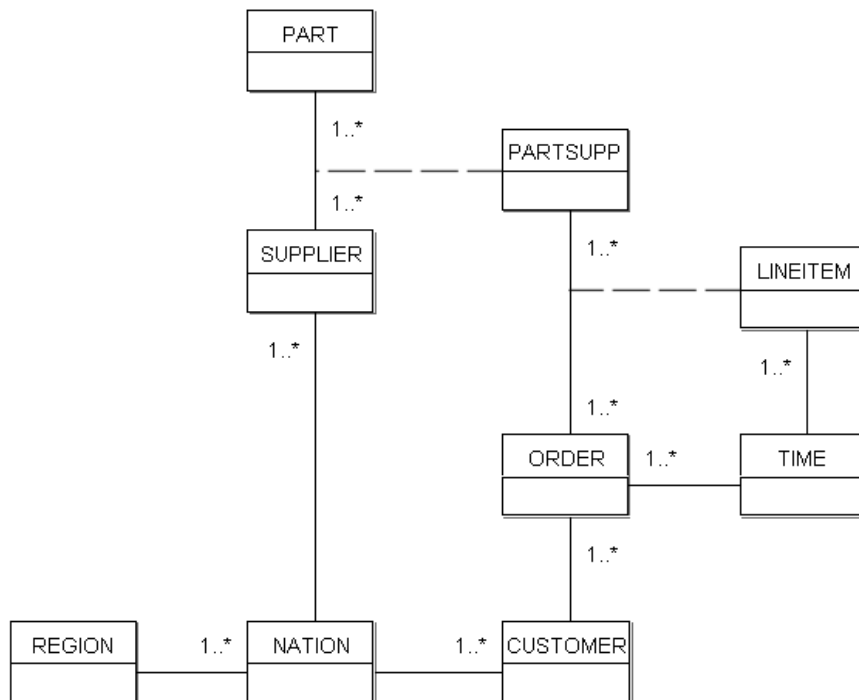 PART
1..*
PARTSUPP
1..*
SUPPLIER
1..*
LINEITEM
1..*
1..*
1..*
ORDER
1..*
TIME
1..*
REGION
1..*
NATION
1..*
CUSTOMER